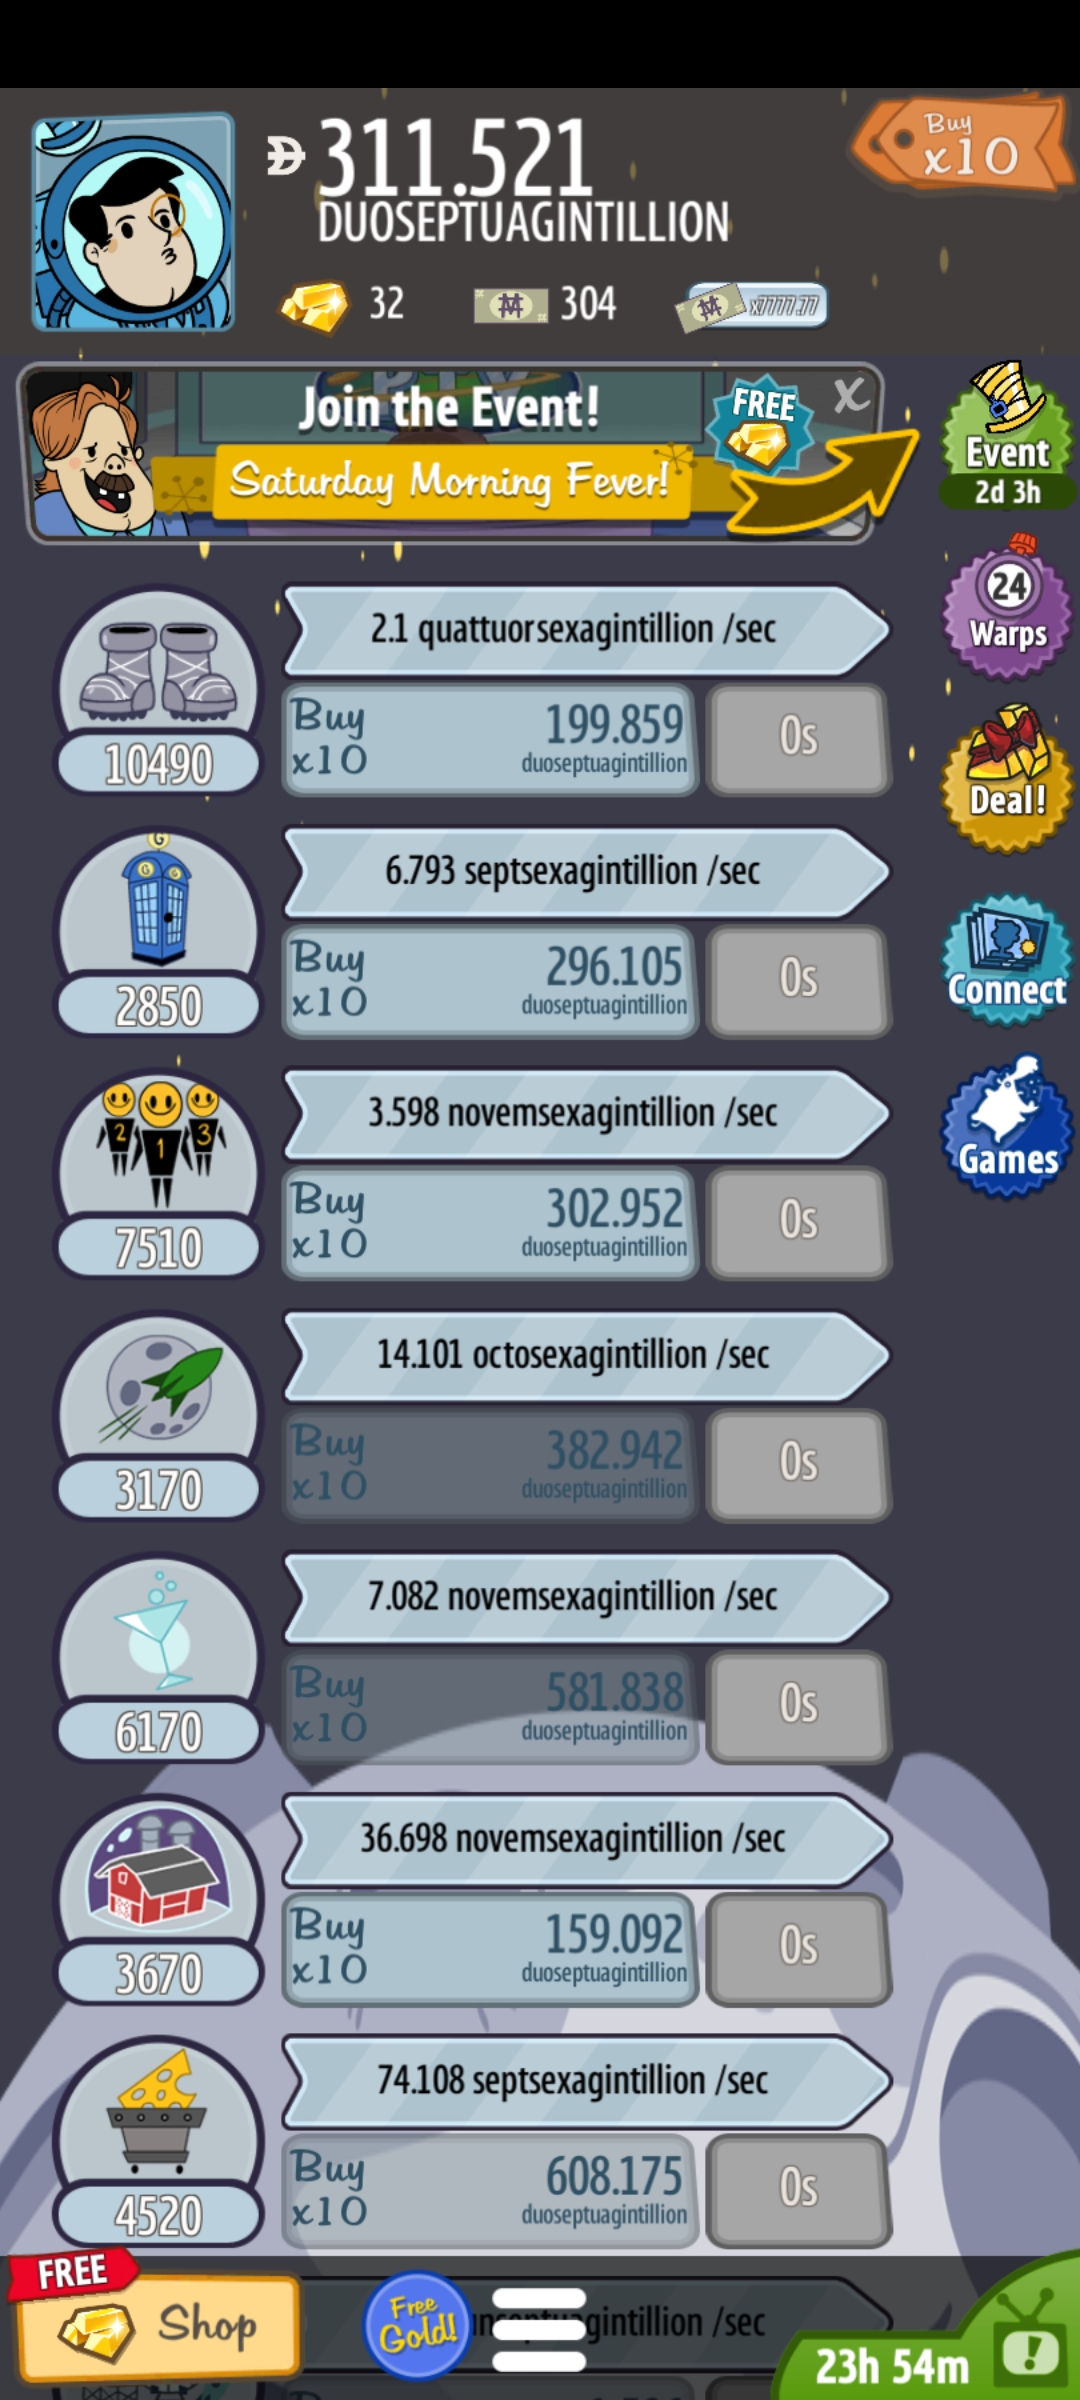 311.521
DUOSEPTUAGINTILLION
Buy
x10
32
304
x7777.77
Join the Event!
FREE
X
Saturday Morning Fever!
Event
2d 3h
2.1 quattuorsexagintillion /sec
Buy
x10
199.859
duoseptuagintillion
0s
10490
24
Warps
Deal!
6.793 septsexagintillion /sec
Buy
x10
296.105
duoseptuagintillion
0s
2850
Connect
3.598 novemsexagintillion /sec
2 1 3
Buy
x10
302.952
duoseptuagintillion
0s
7510
Games
14.101 octosexagintillion /sec
Buy
x10
382.942
duoseptuagintillion
0s
3170
7.082 novemsexagintillion /sec
Buy
x10
581.838
duoseptuagintillion
0s
6170
36.698 novemsexagintillion /sec
Buy
x10
159.092
duoseptuagintillion
0s
3670
74.108 septsexagintillion /sec
Buy
x10
608.175
duoseptuagintillion
0s
4520
FREE
Shop
Free
Gold!
/sec
23h 54m